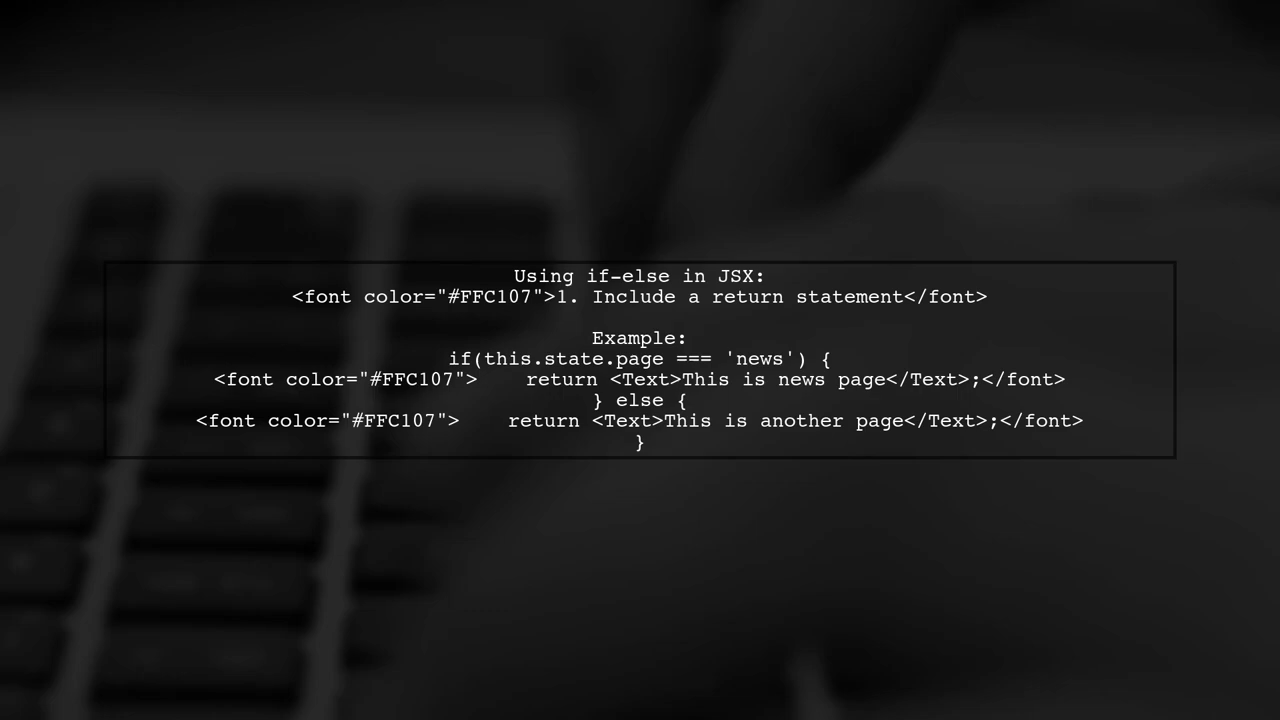 Using if-else in JSX:
<font color="#FFC107">1. Include a return statement</font>
Example:
if(this.state.page === 'news') {
<font color="#FFC107">    return <Text>This is news page</Text>;</font>
} else {
<font color="#FFC107">    return <Text>This is another page</Text>;</font>
}